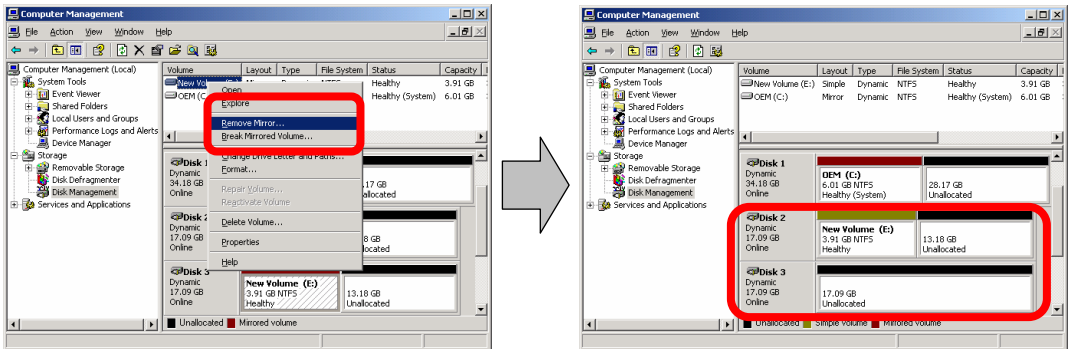 Computer Management
File Action View Window Help
Computer Management (Local)
System Tools
Event Viewer
Shared Folders
Local Users and Groups
Performance Logs and Alerts
Device Manager
Storage
Removable Storage
Disk Defragmenter
Disk Management
Services and Applications
Volume Layout Type File System Status Capacity
New Healthy 3.91 GB
OEM (C Healthy (System) 6.01 GB
Open
Explore
Remove Mirror...
Break Mirrored Volume...
Change Drive Letter and Paths...
Format...
Repair Volume...
Reactivate Volume
Delete Volume...
Properties
Help
Disk 1
Dynamic
34.18 GB
Online
.17 GB
allocated
Disk 2
Dynamic
17.09 GB
Online
8 GB
located
Disk 3
Dynamic
17.09 GB
Online
New Volume (E:)
3.91 GB NTFS
Healthy
13.18 GB
Unallocated
Unallocated Mirrored volume
Computer Management
File Action View Window Help
Computer Management (Local)
System Tools
Event Viewer
Shared Folders
Local Users and Groups
Performance Logs and Alerts
Device Manager
Storage
Removable Storage
Disk Defragmenter
Disk Management
Services and Applications
Volume Layout Type File System Status Capacity
New Volume (E:) Simple Dynamic NTFS Healthy 3.91 GB
OEM (C:) Mirror Dynamic NTFS Healthy (System) 6.01 GB
Disk 1
Dynamic
34.18 GB
Online
OEM (C:)
6.01 GB NTFS
Healthy (System)
28.17 GB
Unallocated
Disk 2
Dynamic
17.09 GB
Online
New Volume (E:)
3.91 GB NTFS
Healthy
13.18 GB
Unallocated
Disk 3
Dynamic
17.09 GB
Online
17.09 GB
Unallocated
Unallocated Simple volume Mirrored volume